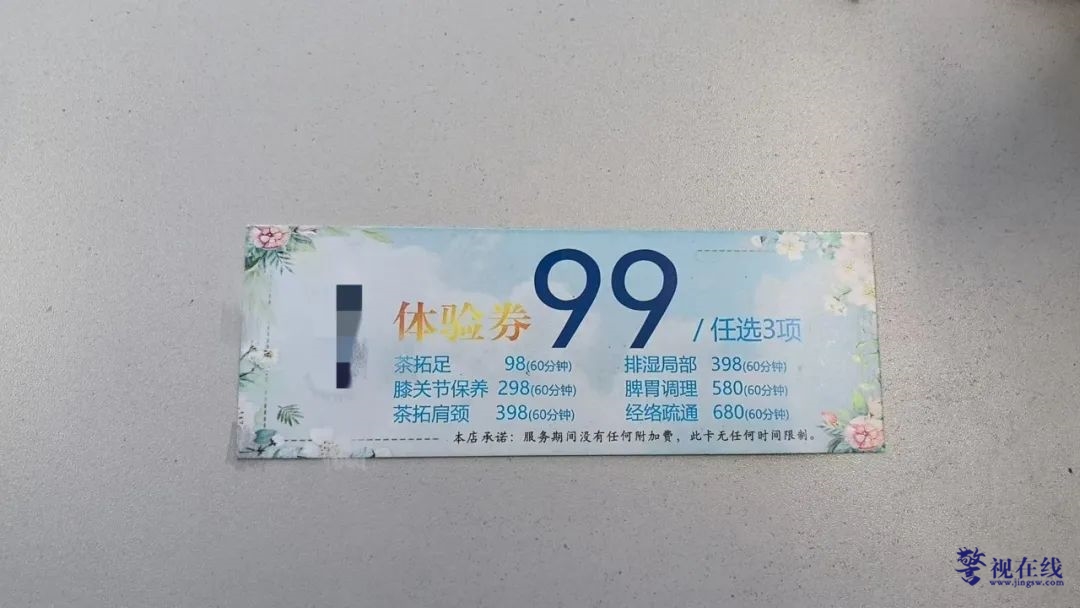 体验券99/任选3项
茶拓足 98(60分钟) 排湿局部 398(60分钟)
膝关节保养 298(60分钟) 脾胃调理 580(60分钟)
茶拓肩颈 398(60分钟) 经络疏通 680(60分钟)
本店承诺：服务期间没有任何附加费，此卡无任何时间限制。
警视在线
www.jingsw.com